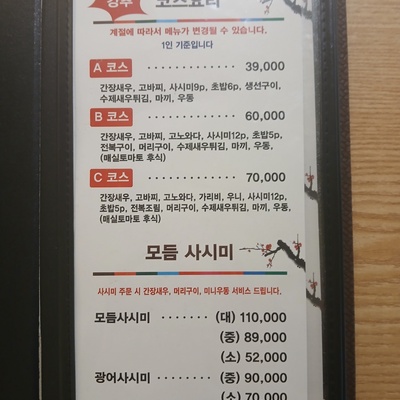 강추 코스요리
계절에 따라서 메뉴가 변경될 수 있습니다.
1인 기준입니다
A 코스 ········ 39,000
간장새우, 고바찌, 사시미9p, 초밥6p, 생선구이,
수제새우튀김, 마끼, 우동
B 코스 ········ 60,000
간장새우, 고바찌, 고노와다, 사시미12p, 초밥5p,
전복구이, 머리구이, 수제새우튀김, 마끼, 우동,
(매실토마토 후식)
C 코스 ········ 70,000
간장새우, 고바찌, 고노와다, 가리비, 우니, 사시미12p,
초밥5p, 전복조림, 머리구이, 수제새우튀김, 마끼, 우동,
(매실토마토 후식)
모듬 사시미
사시미 주문 시 간장새우, 머리구이, 미니우동 서비스 드립니다.
모듬사시미 ······· (대) 110,000
(중) 89,000
(소) 52,000
광어사시미 ······· (중) 90,000
(소) 70,000